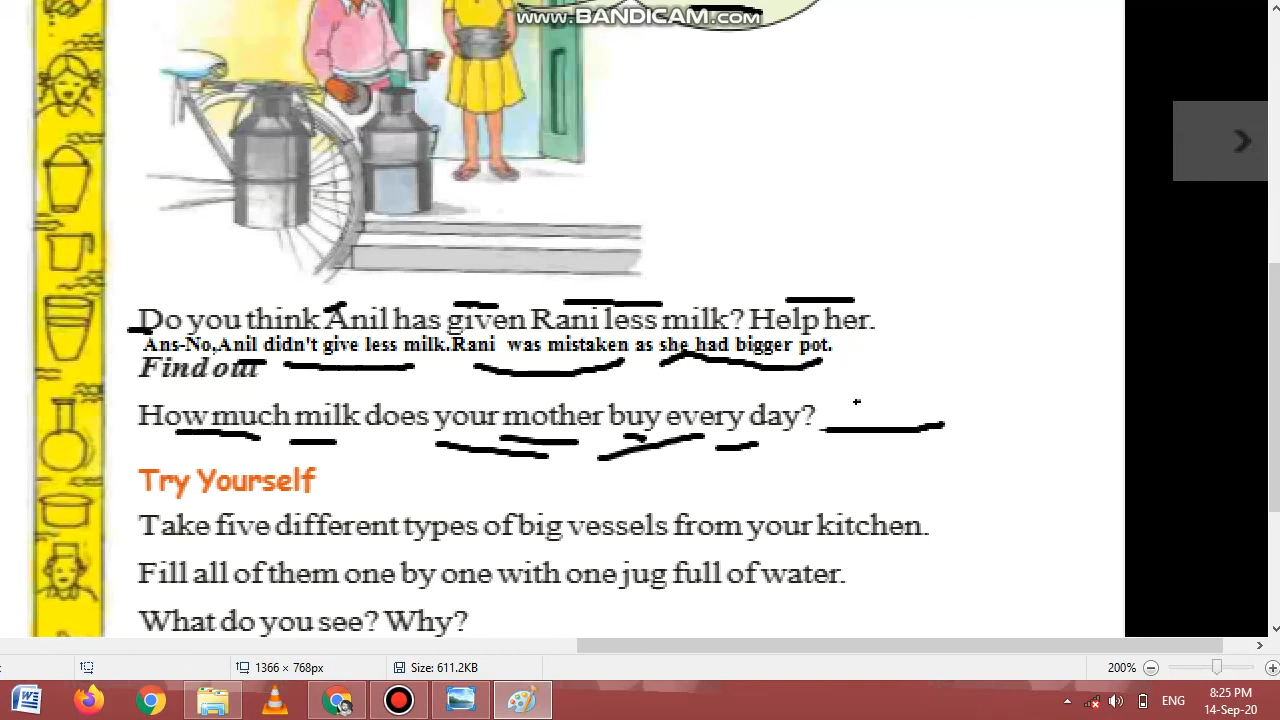 www.BANDICAM.com
Do you think Anil has given Rani less milk? Help her.
Ans-No,Anil didn't give less milk.Rani was mistaken as she had bigger pot.
Find out
How much milk does your mother buy every day?
Try Yourself
Take five different types of big vessels from your kitchen.
Fill all of them one by one with one jug full of water.
What do you see? Why?
1366 × 768px
Size: 611.2KB
200%
ENG
8:25 PM
14-Sep-20